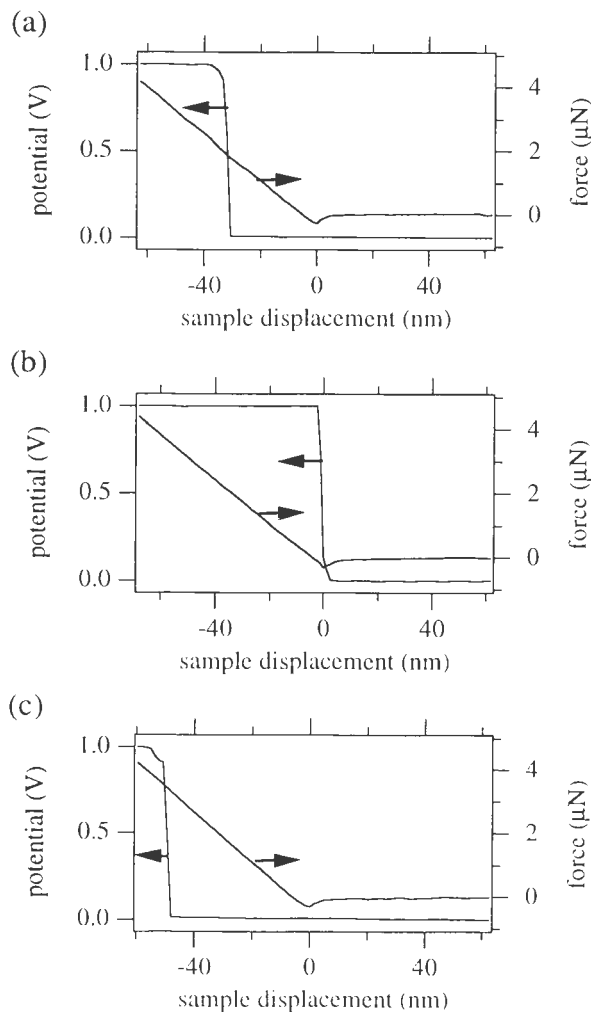 (a)
potential (V)
1.0
0.5
0.0
4
2
0
force (μN)
-40
0
40
sample displacement (nm)
(b)
potential (V)
1.0
0.5
0.0
4
2
0
force (μN)
-40
0
40
sample displacement (nm)
(c)
potential (V)
1.0
0.5
0.0
4
2
0
force (μN)
-40
0
40
sample displacement (nm)